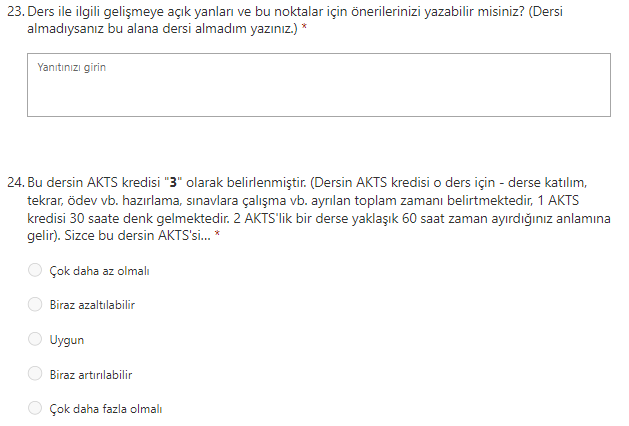 23. Ders ile ilgili gelişmeye açık yanları ve bu noktalar için önerilerinizi yazabilir misiniz? (Dersi
almadıysanız bu alana dersi almadım yazınız.) *
Yanıtınızı girin
24. Bu dersin AKTS kredisi "3" olarak belirlenmiştir. (Dersin AKTS kredisi o ders için - derse katılım,
tekrar, ödev vb. hazırlama, sınavlara çalışma vb. ayrılan toplam zamanı belirtmektedir, 1 AKTS
kredisi 30 saate denk gelmektedir. 2 AKTS'lik bir derse yaklaşık 60 saat zaman ayırdığınız anlamına
gelir). Sizce bu dersin AKTS'si... *
Çok daha az olmalı
Biraz azaltılabilir
Uygun
Biraz artırılabilir
Çok daha fazla olmalı